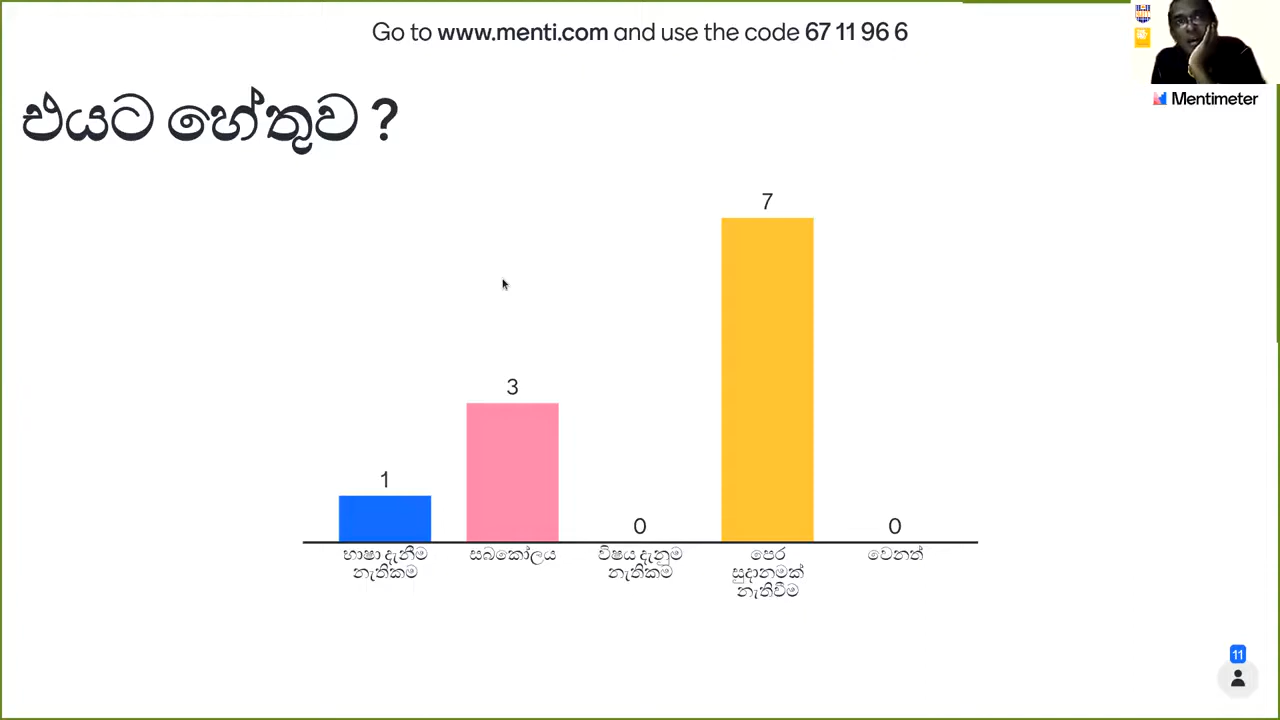 Go to www.menti.com and use the code 67 11 96 6
Mentimeter
එයට හේතුව ?
7
3
1
0
0
භාෂා දැනීම
නැතිකම
සබකෝලය
විෂය දැනුම
නැතිකම
පෙර
සුදානමක්
නැතිවීම
වෙනත්
11